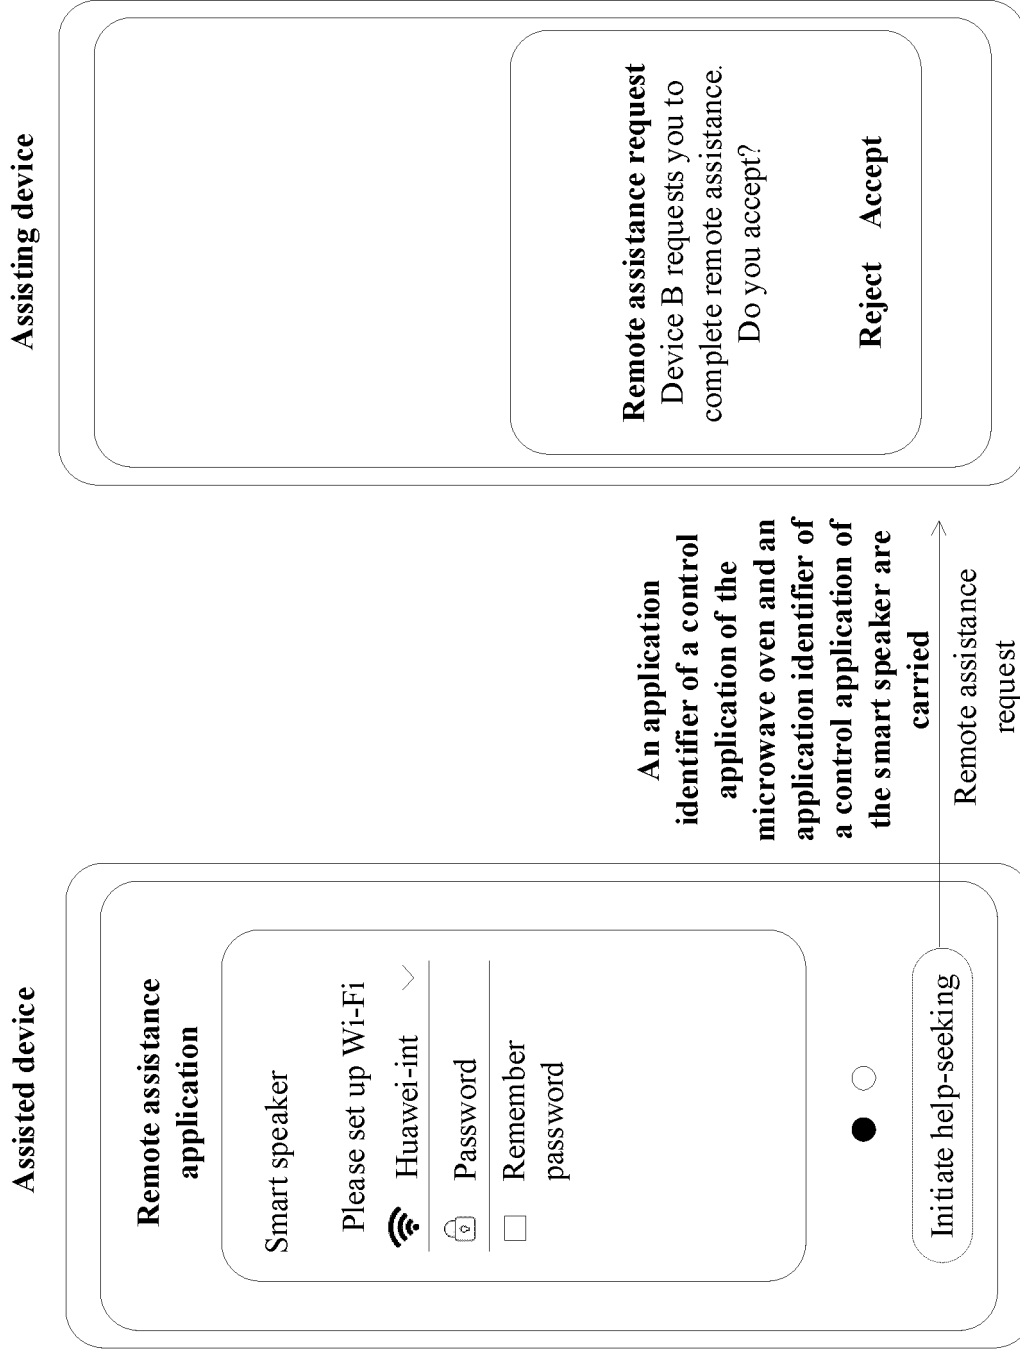 Assisted device
Remote assistance
application
Smart speaker
Please set up Wi-Fi
Huawei-int
Password
Remember
password
Initiate help-seeking
An application
identifier of a control
application of the
microwave oven and an
application identifier of
a control application of
the smart speaker are
carried
Remote assistance
request
Assisting device
Remote assistance request
Device B requests you to
complete remote assistance.
Do you accept?
Reject Accept